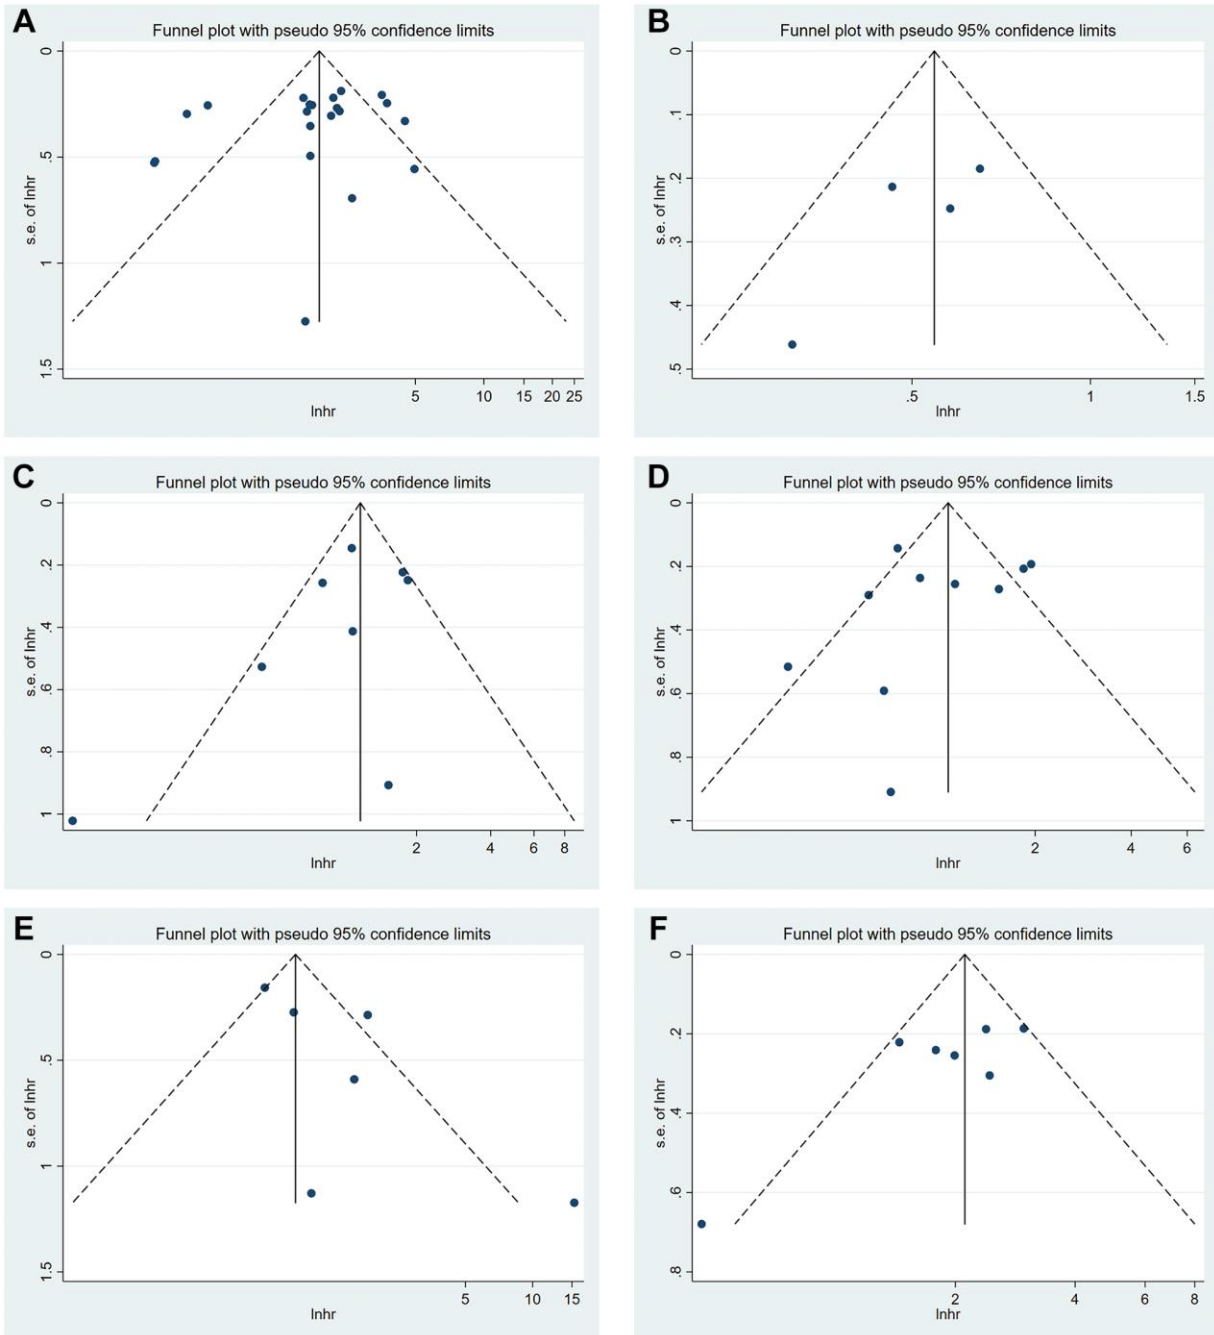 A
Funnel plot with pseudo 95% confidence limits
s.e. of lnhr
0
.5
1
1.5
5 10 15 20 25
lnhr
B
Funnel plot with pseudo 95% confidence limits
s.e. of lnhr
0
.1
.2
.3
.4
.5
.5 1 1.5
lnhr
C
Funnel plot with pseudo 95% confidence limits
s.e. of lnhr
0
.2
.4
.6
.8
1
2 4 6 8
lnhr
D
Funnel plot with pseudo 95% confidence limits
s.e. of lnhr
0
.2
.4
.6
.8
1
2 4 6
lnhr
E
Funnel plot with pseudo 95% confidence limits
s.e. of lnhr
0
.5
1
1.5
5 10 15
lnhr
F
Funnel plot with pseudo 95% confidence limits
s.e. of lnhr
0
.2
.4
.6
.8
2 4 6 8
lnhr